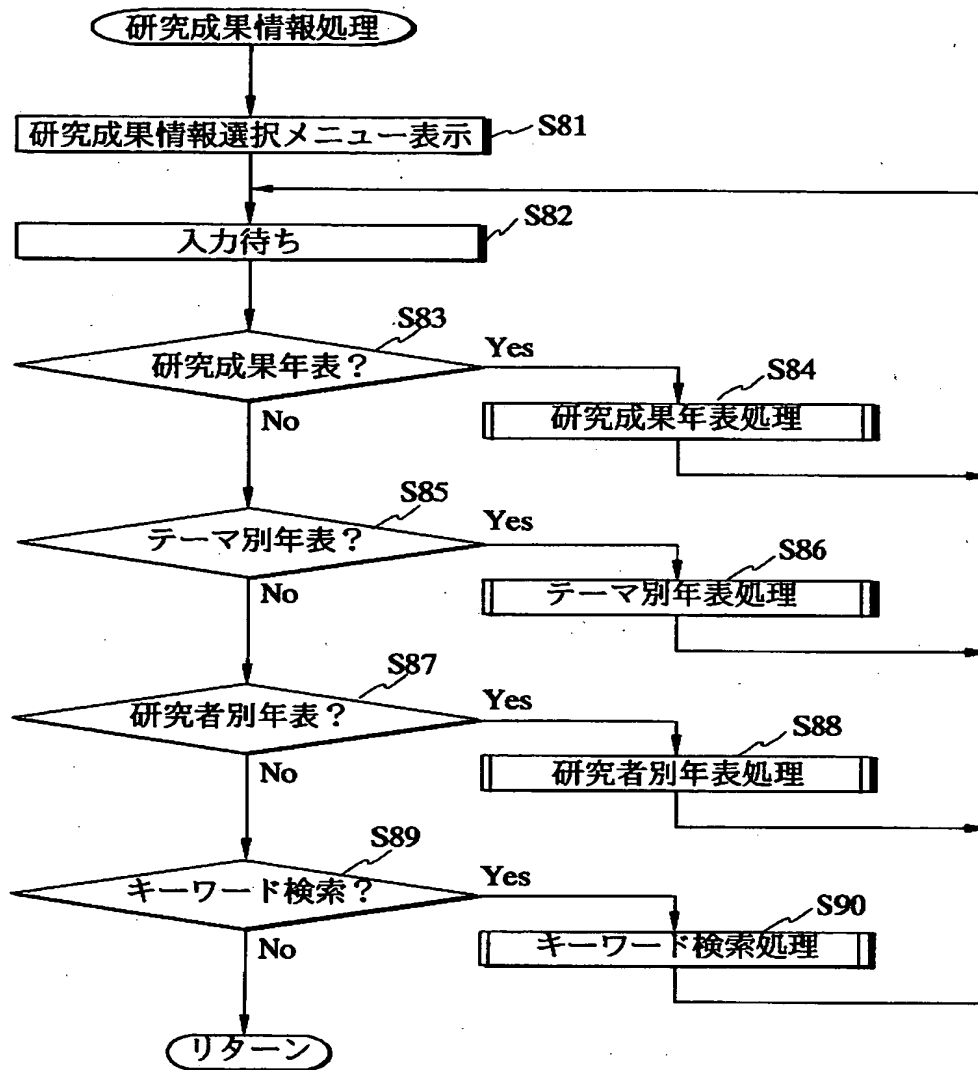 研究成果情報処理
研究成果情報選択メニュー表示
S81
入力待ち
S82
研究成果年表？
S83
Yes
No
研究成果年表処理
S84
テーマ別年表？
S85
Yes
No
テーマ別年表処理
S86
研究者別年表？
S87
Yes
No
研究者別年表処理
S88
キーワード検索？
S89
Yes
No
キーワード検索処理
S90
リターン